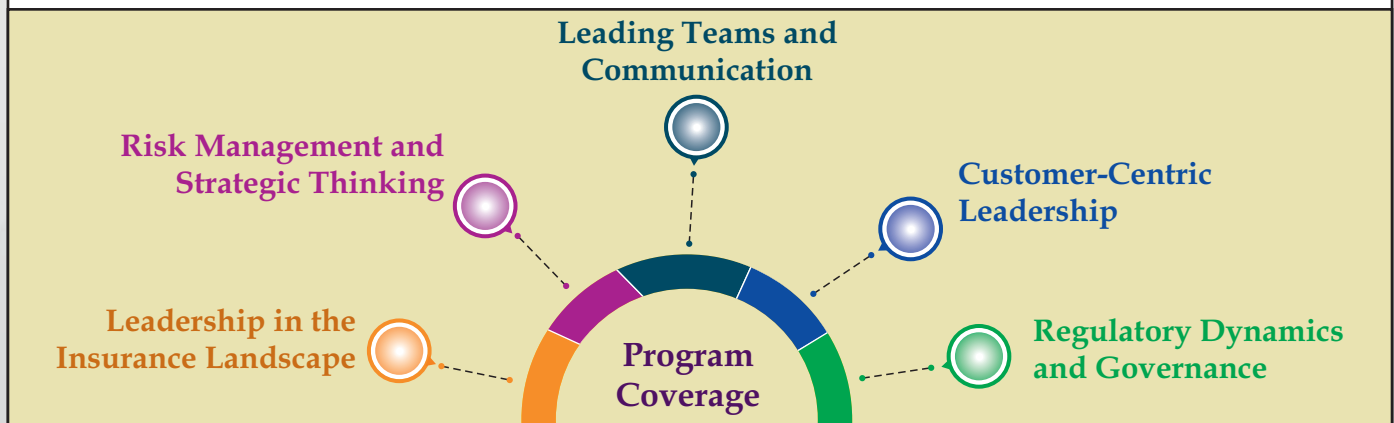 Leading Teams and
Communication
Risk Management and
Strategic Thinking
Customer-Centric
Leadership
Leadership in the
Insurance Landscape
Regulatory Dynamics
and Governance
Program
Coverage